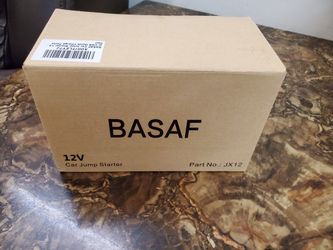 BASAF
12V
Car Jump Starter
Part No.: JX12